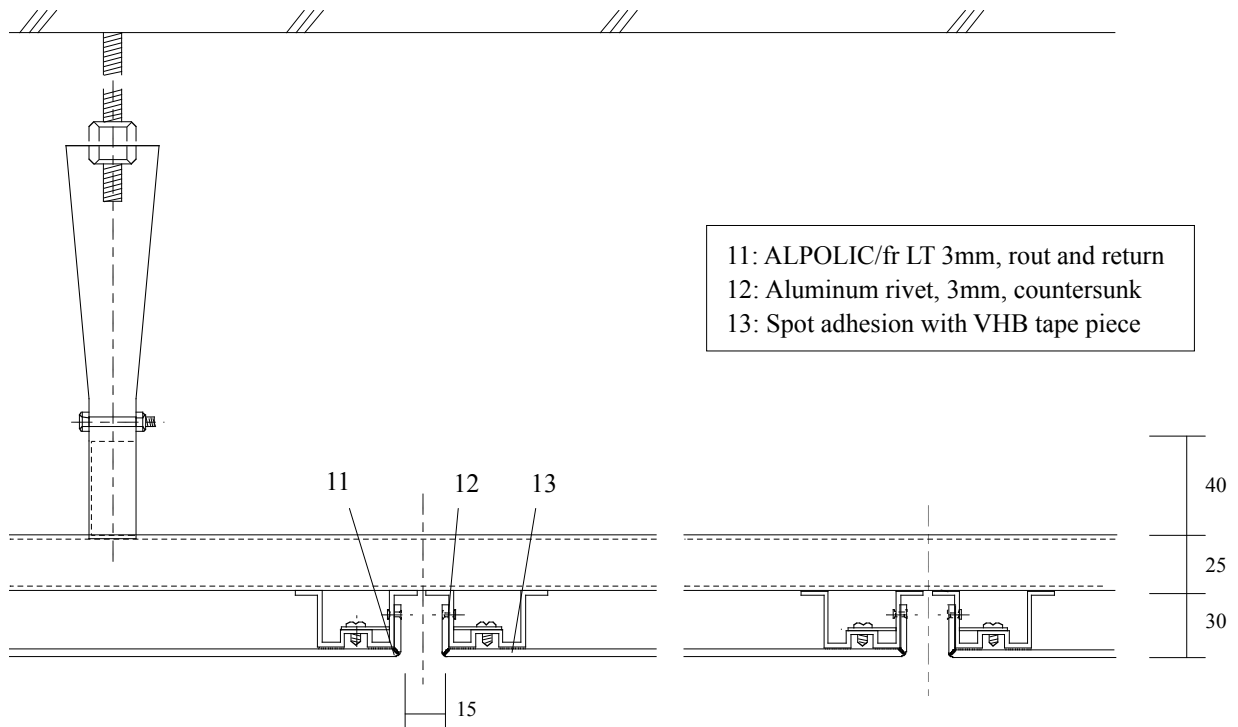 11: ALPOLIC/fr LT 3mm, rout and return
12: Aluminum rivet, 3mm, countersunk
13: Spot adhesion with VHB tape piece
11
12
13
40
25
30
15